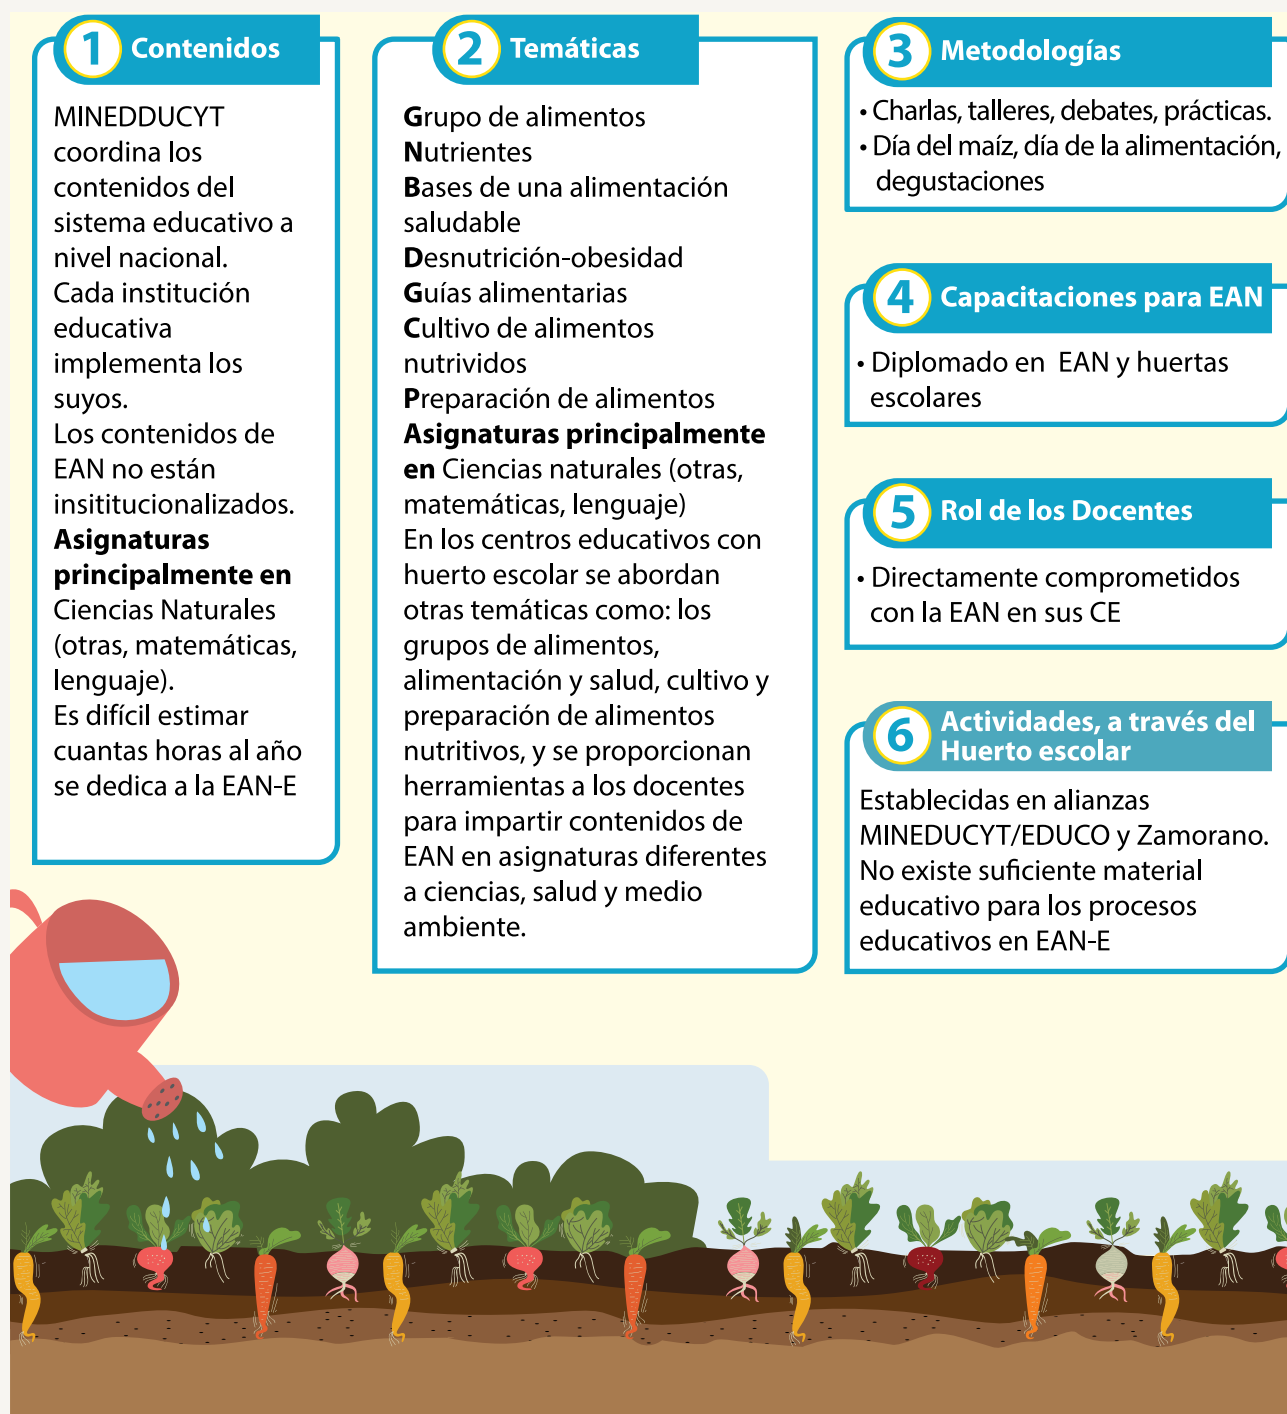 1 Contenidos
MINEDDUCYT
coordina los
contenidos del
sistema educativo a
nivel nacional.
Cada institución
educativa
implementa los
suyos.
Los contenidos de
EAN no están
insititucionalizados.
Asignaturas
principalmente en
Ciencias Naturales
(otras, matemáticas,
lenguaje).
Es difícil estimar
cuantas horas al año
se dedica a la EAN-E
2 Temáticas
Grupo de alimentos
Nutrientes
Bases de una alimentación
saludable
Desnutrición-obesidad
Guías alimentarias
Cultivo de alimentos
nutrividos
Preparación de alimentos
Asignaturas principalmente
en Ciencias naturales (otras,
matemáticas, lenguaje)
En los centros educativos con
huerto escolar se abordan
otras temáticas como: los
grupos de alimentos,
alimentación y salud, cultivo y
preparación de alimentos
nutritivos, y se proporcionan
herramientas a los docentes
para impartir contenidos de
EAN en asignaturas diferentes
a ciencias, salud y medio
ambiente.
3 Metodologías
• Charlas, talleres, debates, prácticas.
• Día del maíz, día de la alimentación,
degustaciones
4 Capacitaciones para EAN
• Diplomado en EAN y huertas
escolares
5 Rol de los Docentes
• Directamente comprometidos
con la EAN en sus CE
6 Actividades, a través del
Huerto escolar
Establecidas en alianzas
MINEDUCYT/EDUCO y Zamorano.
No existe suficiente material
educativo para los procesos
educativos en EAN-E